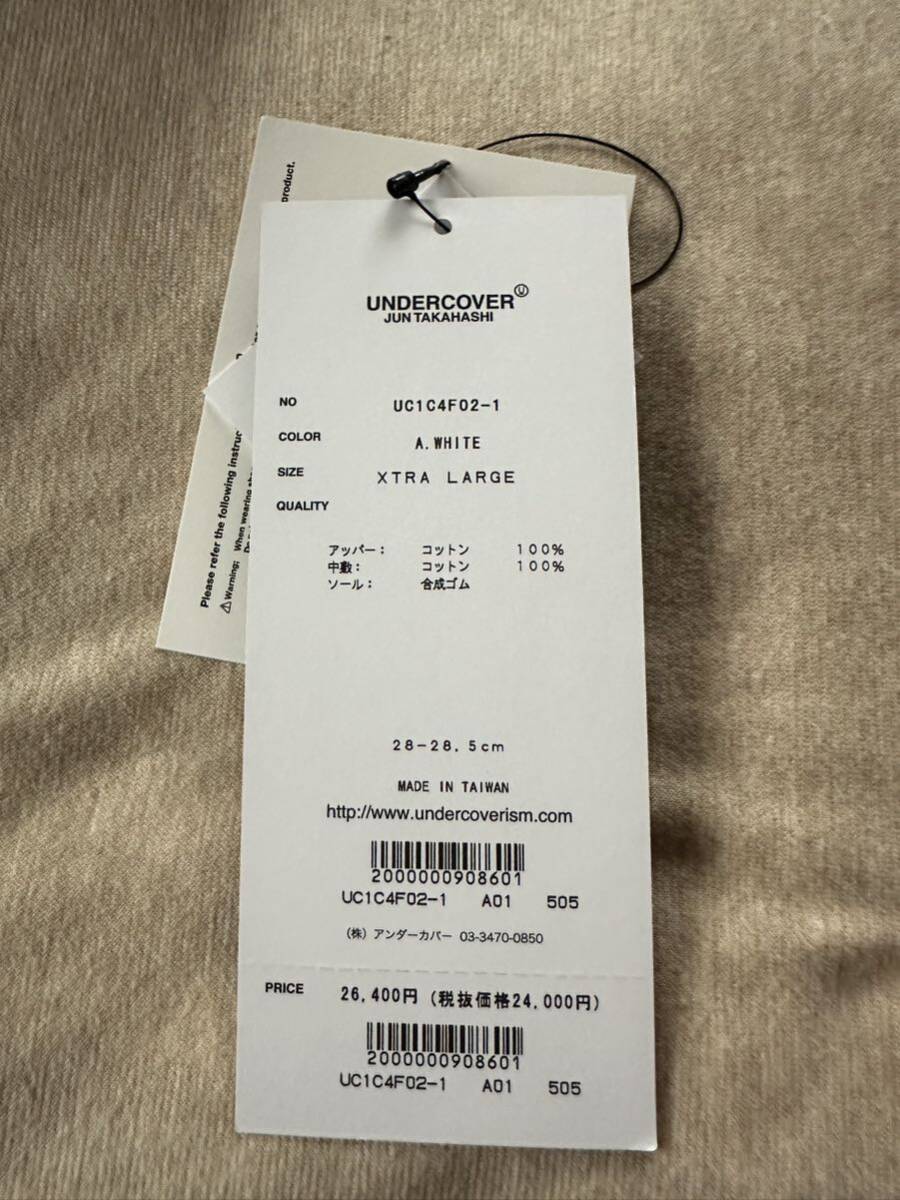 UNDERCOVER Ⓤ
JUN TAKAHASHI
NO UC1C4F02-1
COLOR A.WHITE
SIZE XTRA LARGE
QUALITY
アッパー： コットン 100%
中敷： コットン 100%
ソール： 合成ゴム
28-28.5cm
MADE IN TAIWAN
http://www.undercoverism.com
2000000908601
UC1C4F02-1 A01 505
(株) アンダーカバー 03-3470-0850
PRICE 26,400円 (税抜価格24,000円)
2000000908601
UC1C4F02-1 A01 505
product.
Please refer the following
⚠Warning: When wearing